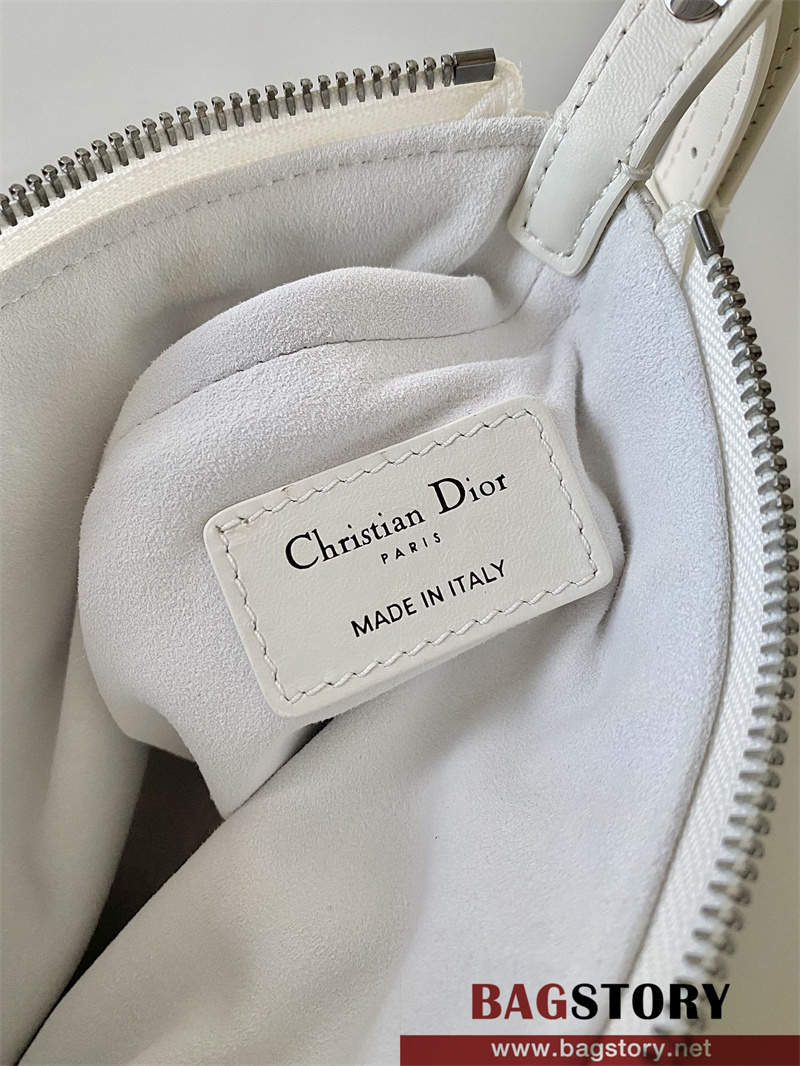 Christian Dior
PARIS
MADE IN ITALY
BAGSTORY
www.bagstory.net